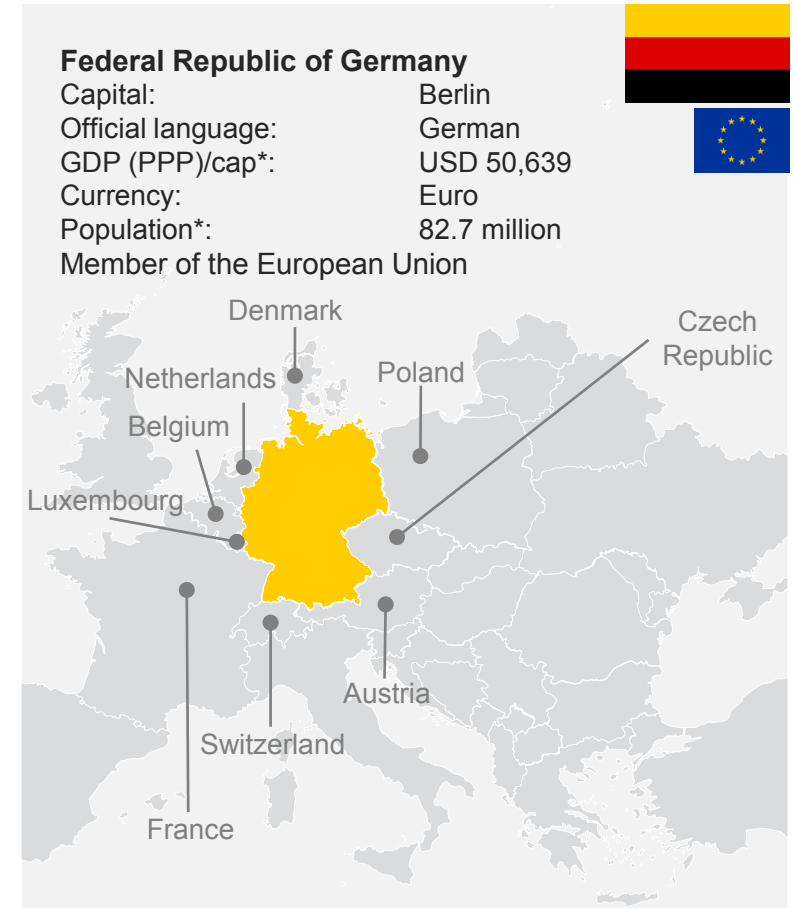 Federal Republic of Germany
Capital: Berlin
Official language: German
GDP (PPP)/cap*: USD 50,639
Currency: Euro
Population*: 82.7 million
Member of the European Union
Denmark
Czech
Republic
Netherlands
Poland
Belgium
Luxembourg
Austria
Switzerland
France